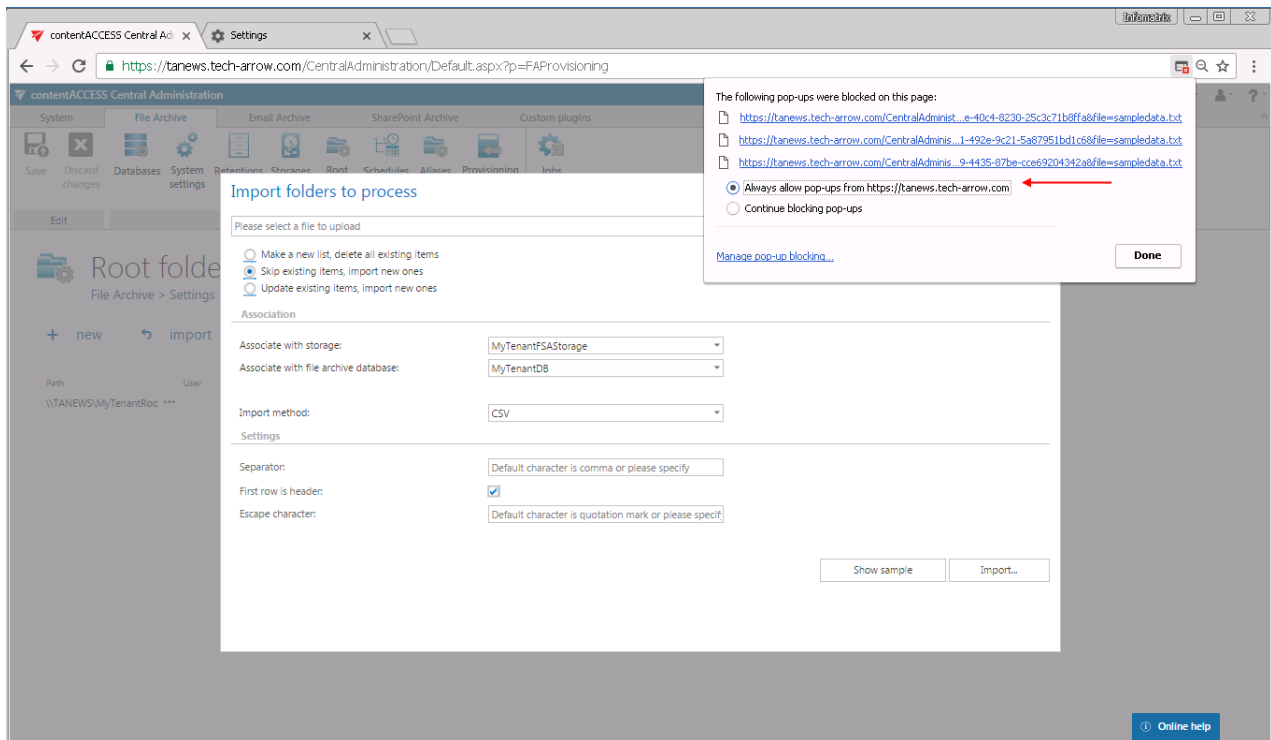 Infometrix
contentACCESS Central Ad
Settings
https://tanews.tech-arrow.com/CentralAdministration/Default.aspx?p=FAProvisioning
contentACCESS Central Administration
System File Archive Email Archive SharePoint Archive Custom plugins
Save Discard changes Databases System settings Retentions Storages Root Schedules Aliases Provisioning Jobs
Edit
Root folde
File Archive > Settings
+ new import
Path User
\\TANEWS\MyTenantRoc ***
Import folders to process
Please select a file to upload
Make a new list, delete all existing items
Skip existing items, import new ones
Update existing items, import new ones
Association
Associate with storage: MyTenantFSAStorage
Associate with file archive database: MyTenantDB
Import method: CSV
Settings
Separator: Default character is comma or please specify
First row is header:
Escape character: Default character is quotation mark or please specif
Show sample Import...
The following pop-ups were blocked on this page:
https://tanews.tech-arrow.com/CentralAdminist...e-40c4-8230-25c3c71b8ffa&file=sampledata.txt
https://tanews.tech-arrow.com/CentralAdminis...1-492e-9c21-5a87951bd1c6&file=sampledata.txt
https://tanews.tech-arrow.com/CentralAdminis...9-4435-87be-cce69204342a&file=sampledata.txt
Always allow pop-ups from https://tanews.tech-arrow.com
Continue blocking pop-ups
Manage pop-up blocking...
Done
?
Online help